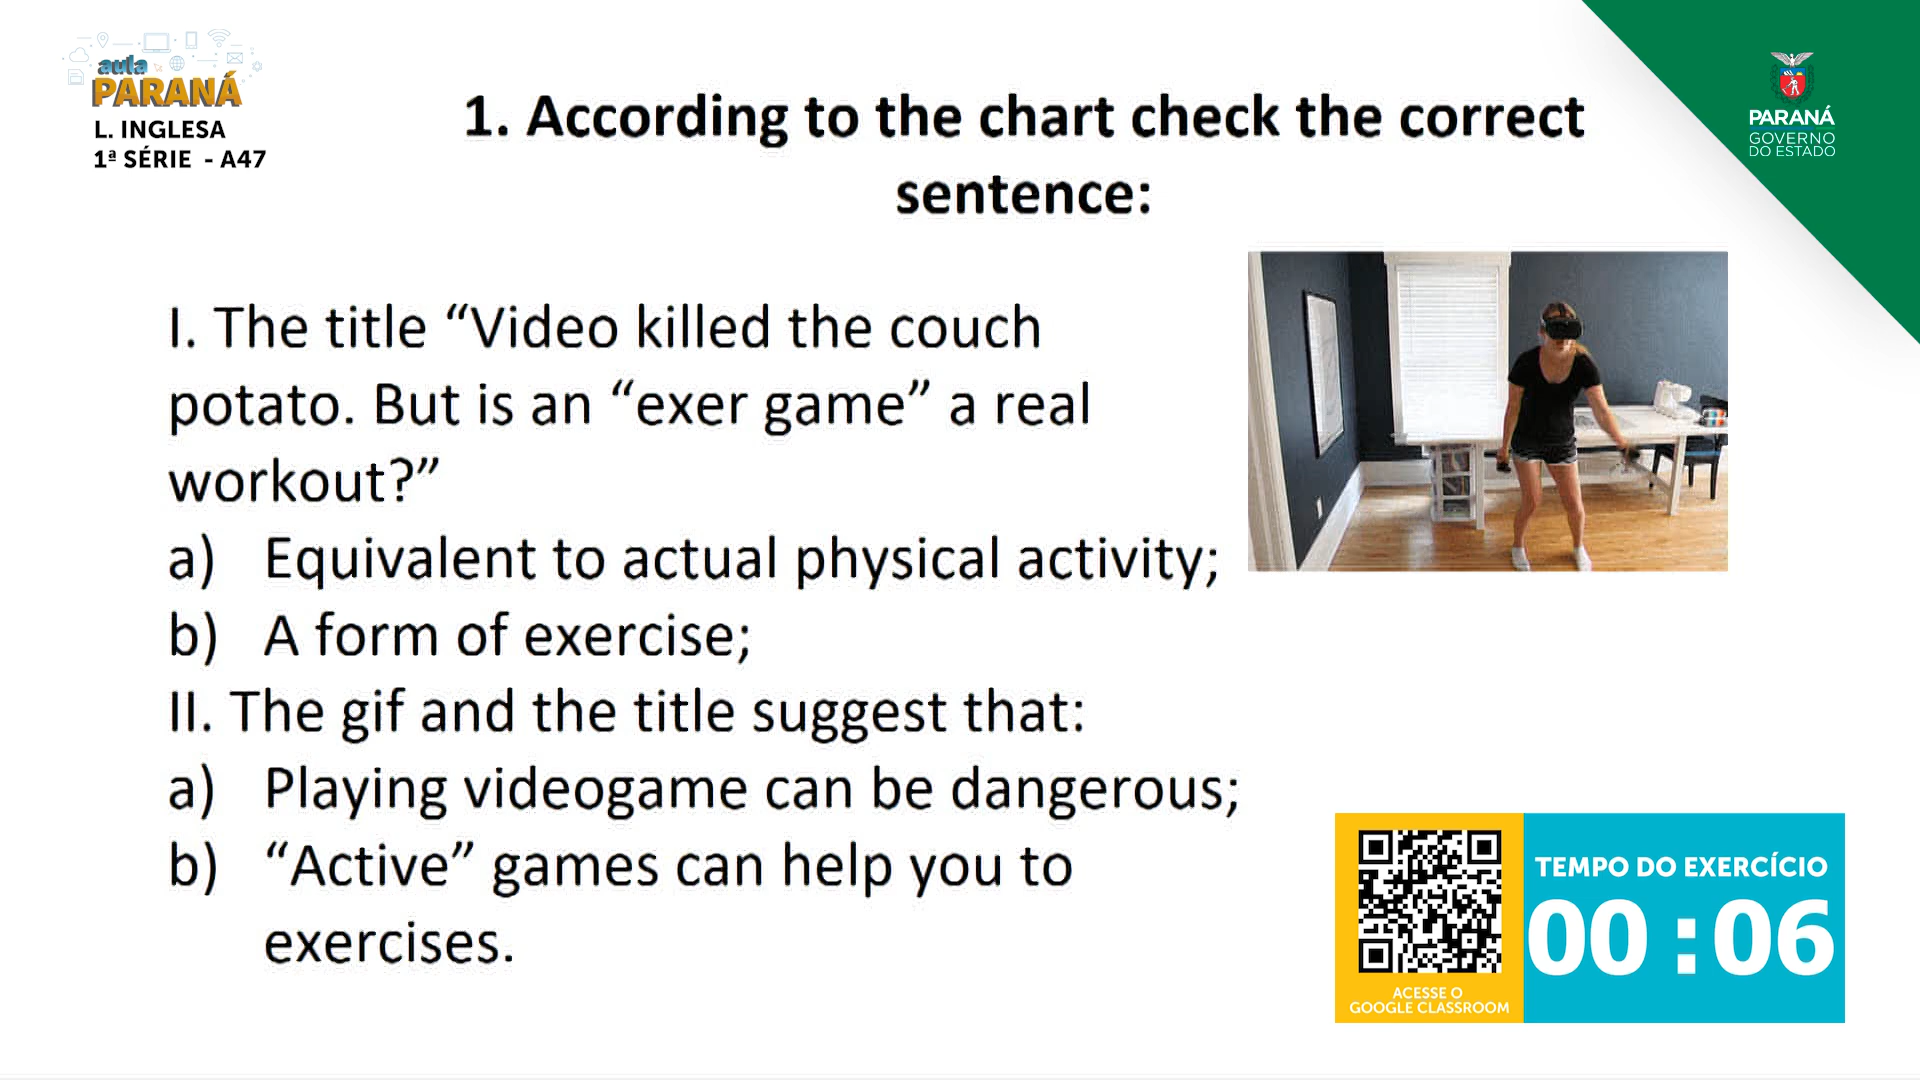 aula
PARANÁ
L. INGLESA
1ª SÉRIE - A47
1. According to the chart check the correct
sentence:
PARANÁ
GOVERNO
DO ESTADO
I. The title “Video killed the couch
potato. But is an “exer game” a real
workout?”
a) Equivalent to actual physical activity;
b) A form of exercise;
II. The gif and the title suggest that:
a) Playing videogame can be dangerous;
b) “Active” games can help you to
exercises.
ACESSE O
GOOGLE CLASSROOM
TEMPO DO EXERCÍCIO
00 : 06